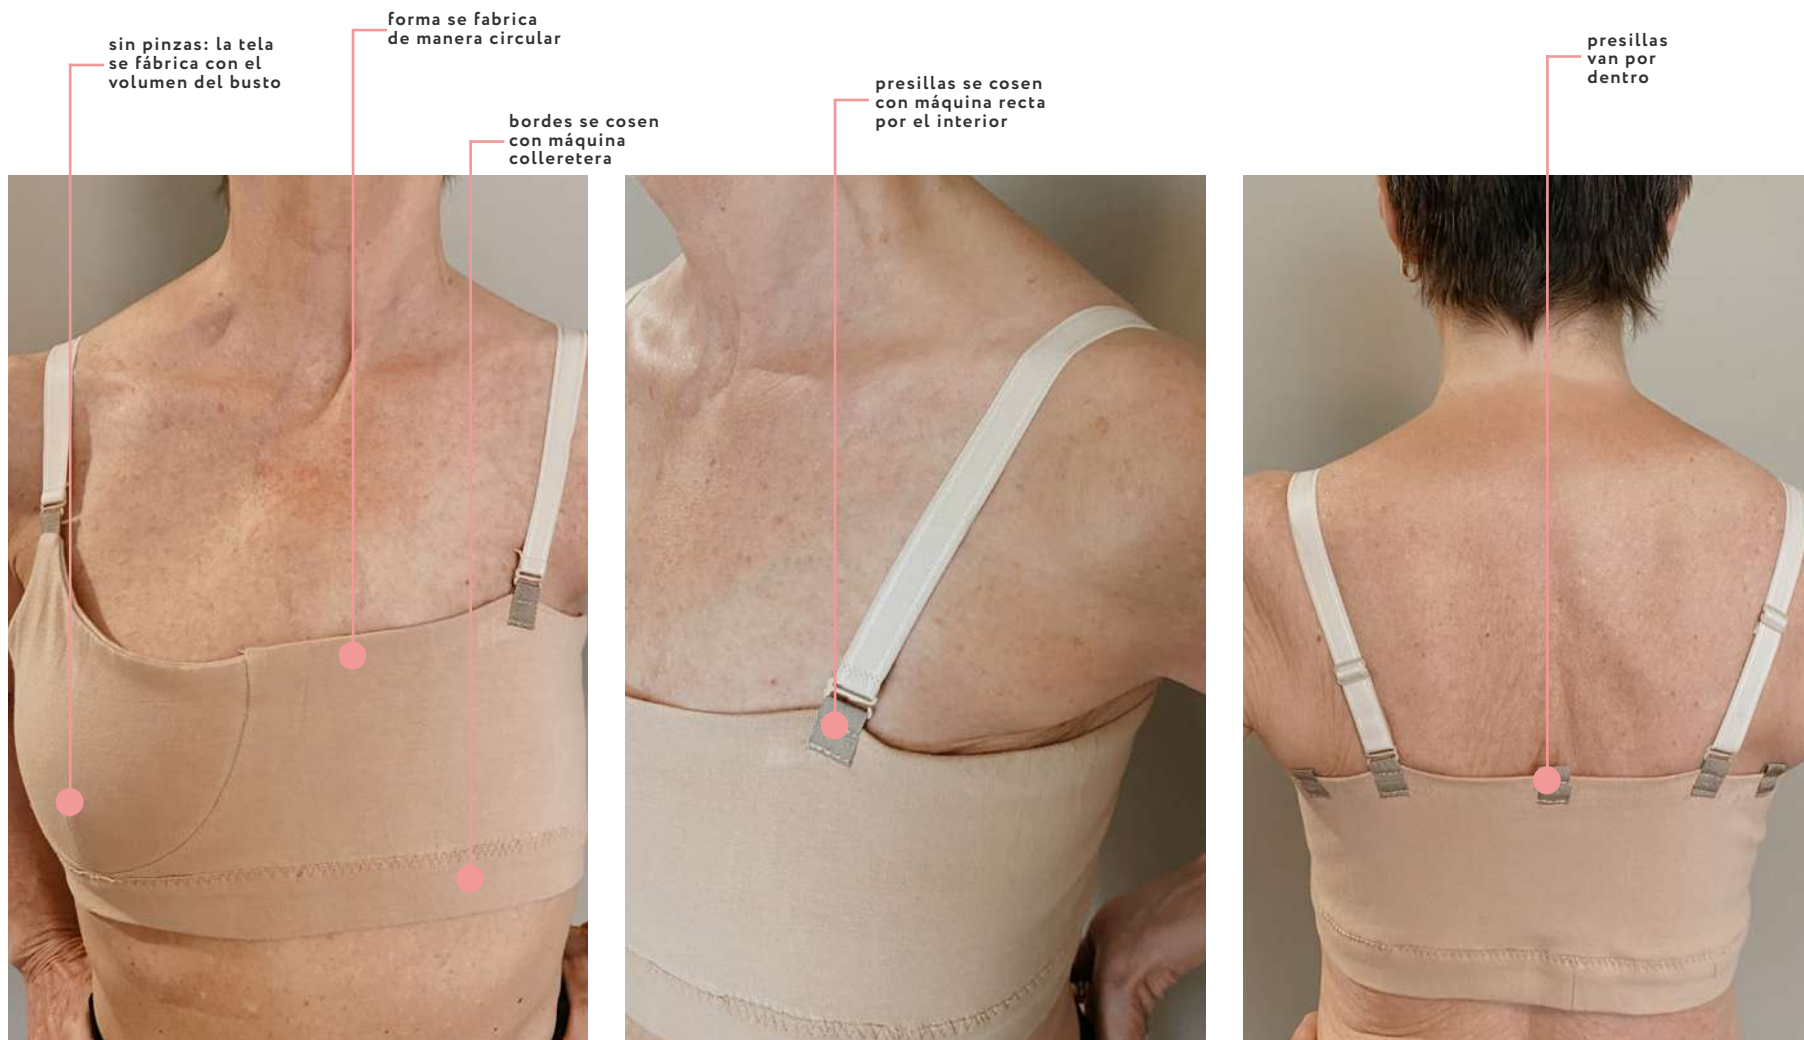 sin pinzas: la tela
se fábrica con el
volumen del busto
forma se fabrica
de manera circular
bordes se cosen
con máquina
colleretera
presillas se cosen
con máquina recta
por el interior
presillas
van por
dentro